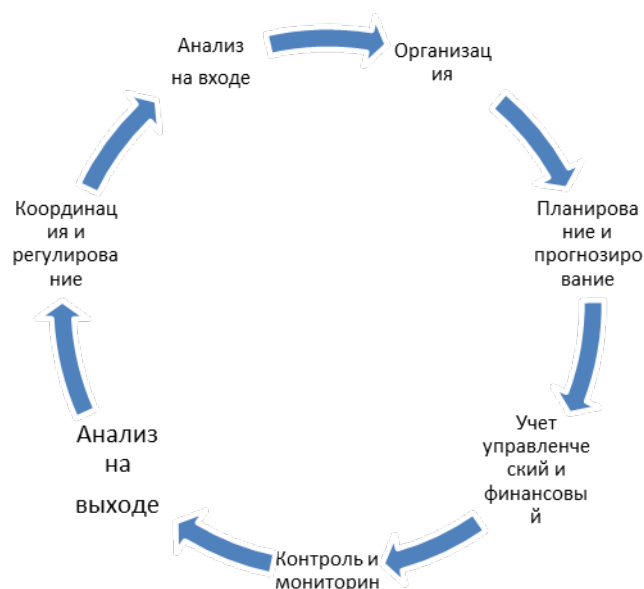 Анализ
на входе
Организац
ия
Планирова
ние и
прогнозиро
вание
Учет
управленче
ский и
финансовы
й
Контроль и
мониторин
Анализ
на
выходе
Координац
ия и
регулирова
ние